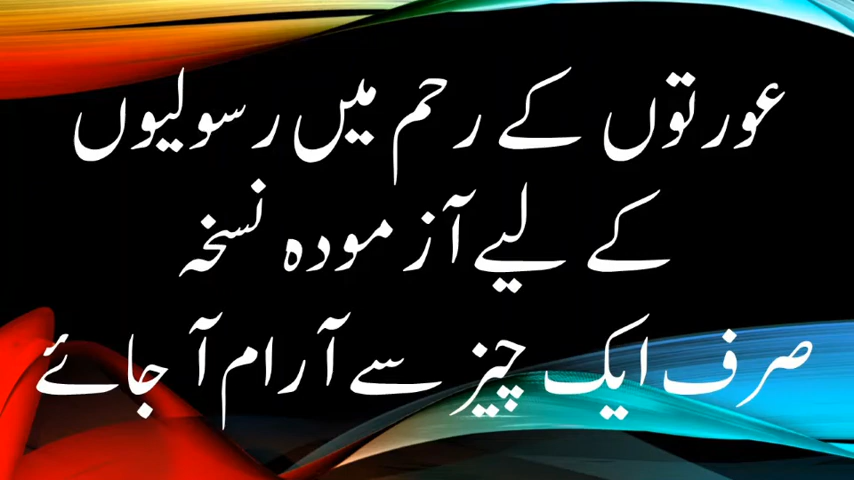 عورتوں کے رحم میں رسولیوں
کے لیے آزمودہ نسخہ
صرف ایک چیز سے آرام آ جائے